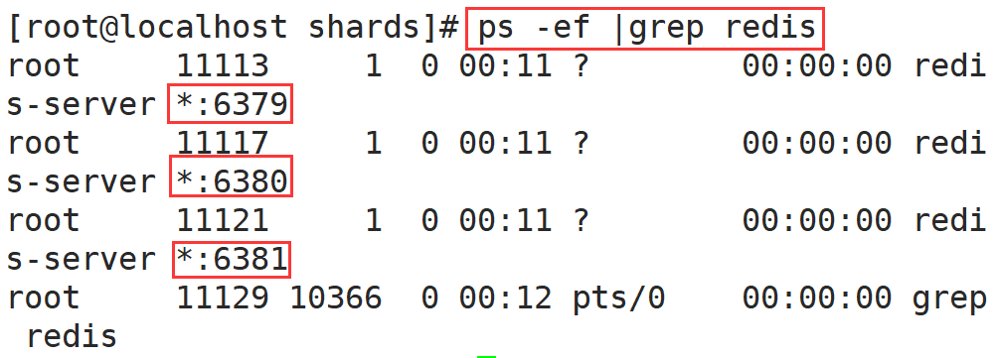 [root@localhost shards]# ps -ef |grep redis
root     11113     1  0 00:11 ?        00:00:00 redi
s-server *:6379
root     11117     1  0 00:11 ?        00:00:00 redi
s-server *:6380
root     11121     1  0 00:11 ?        00:00:00 redi
s-server *:6381
root     11129 10366  0 00:12 pts/0    00:00:00 grep
 redis